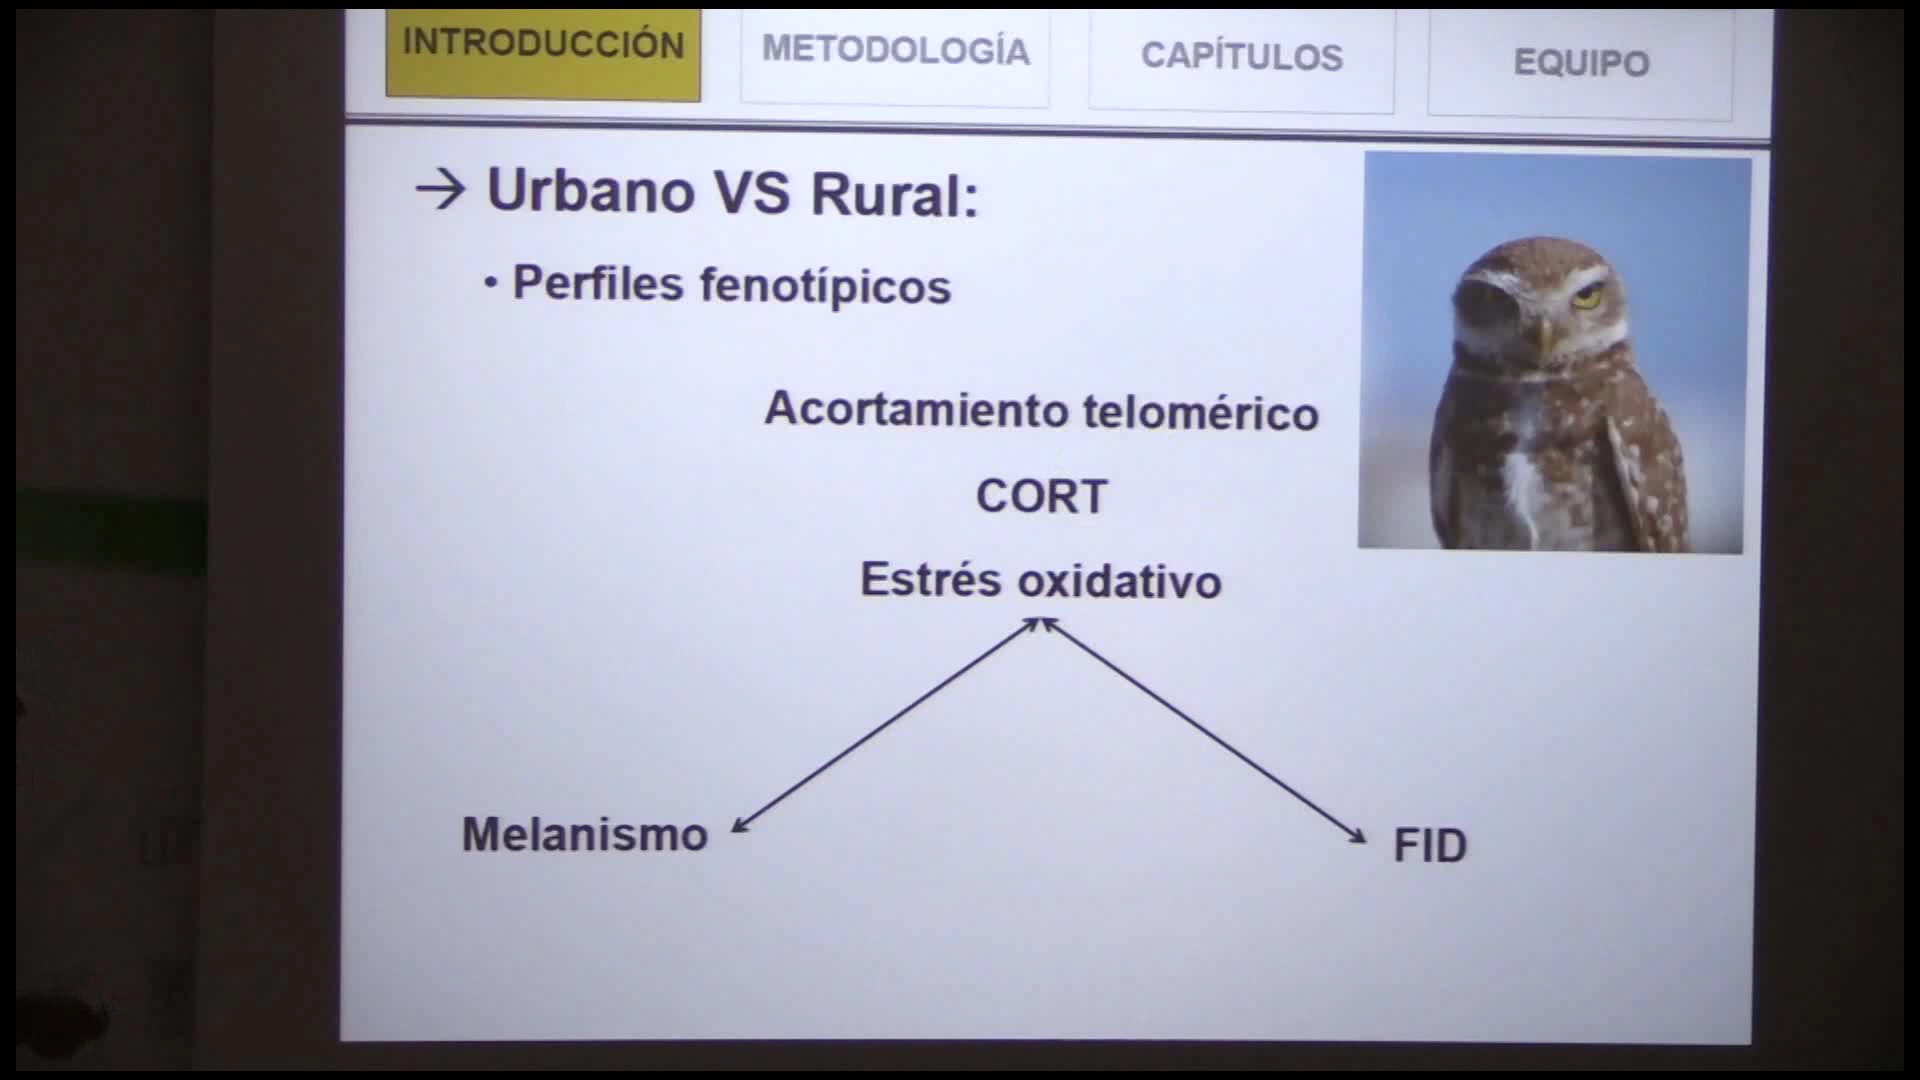 INTRODUCCIÓN
METODOLOGÍA
CAPÍTULOS
EQUIPO
→ Urbano VS Rural:
• Perfiles fenotípicos
Acortamiento telomérico
CORT
Estrés oxidativo
Melanismo
FID